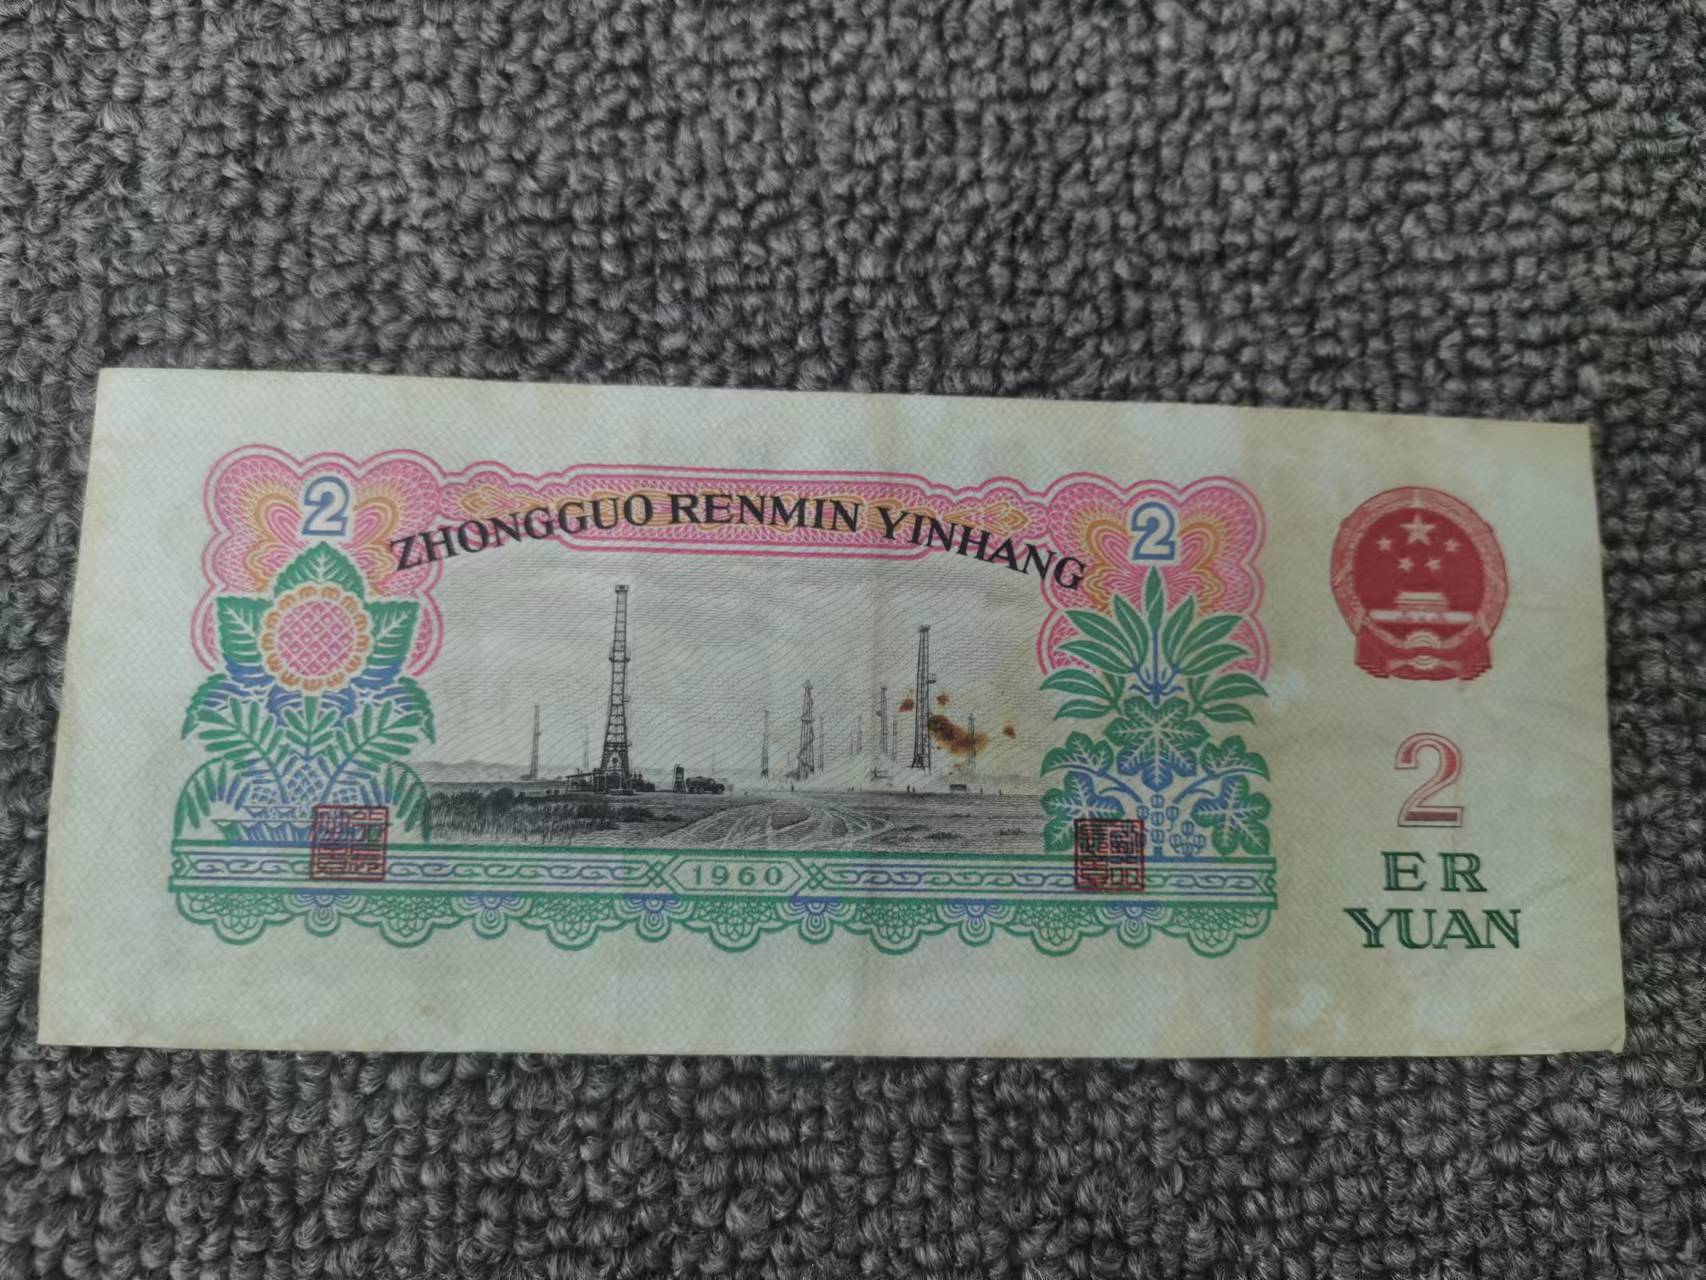 2
2
ZHONGGUO RENMIN YINHANG
1960
2
ER
YUAN